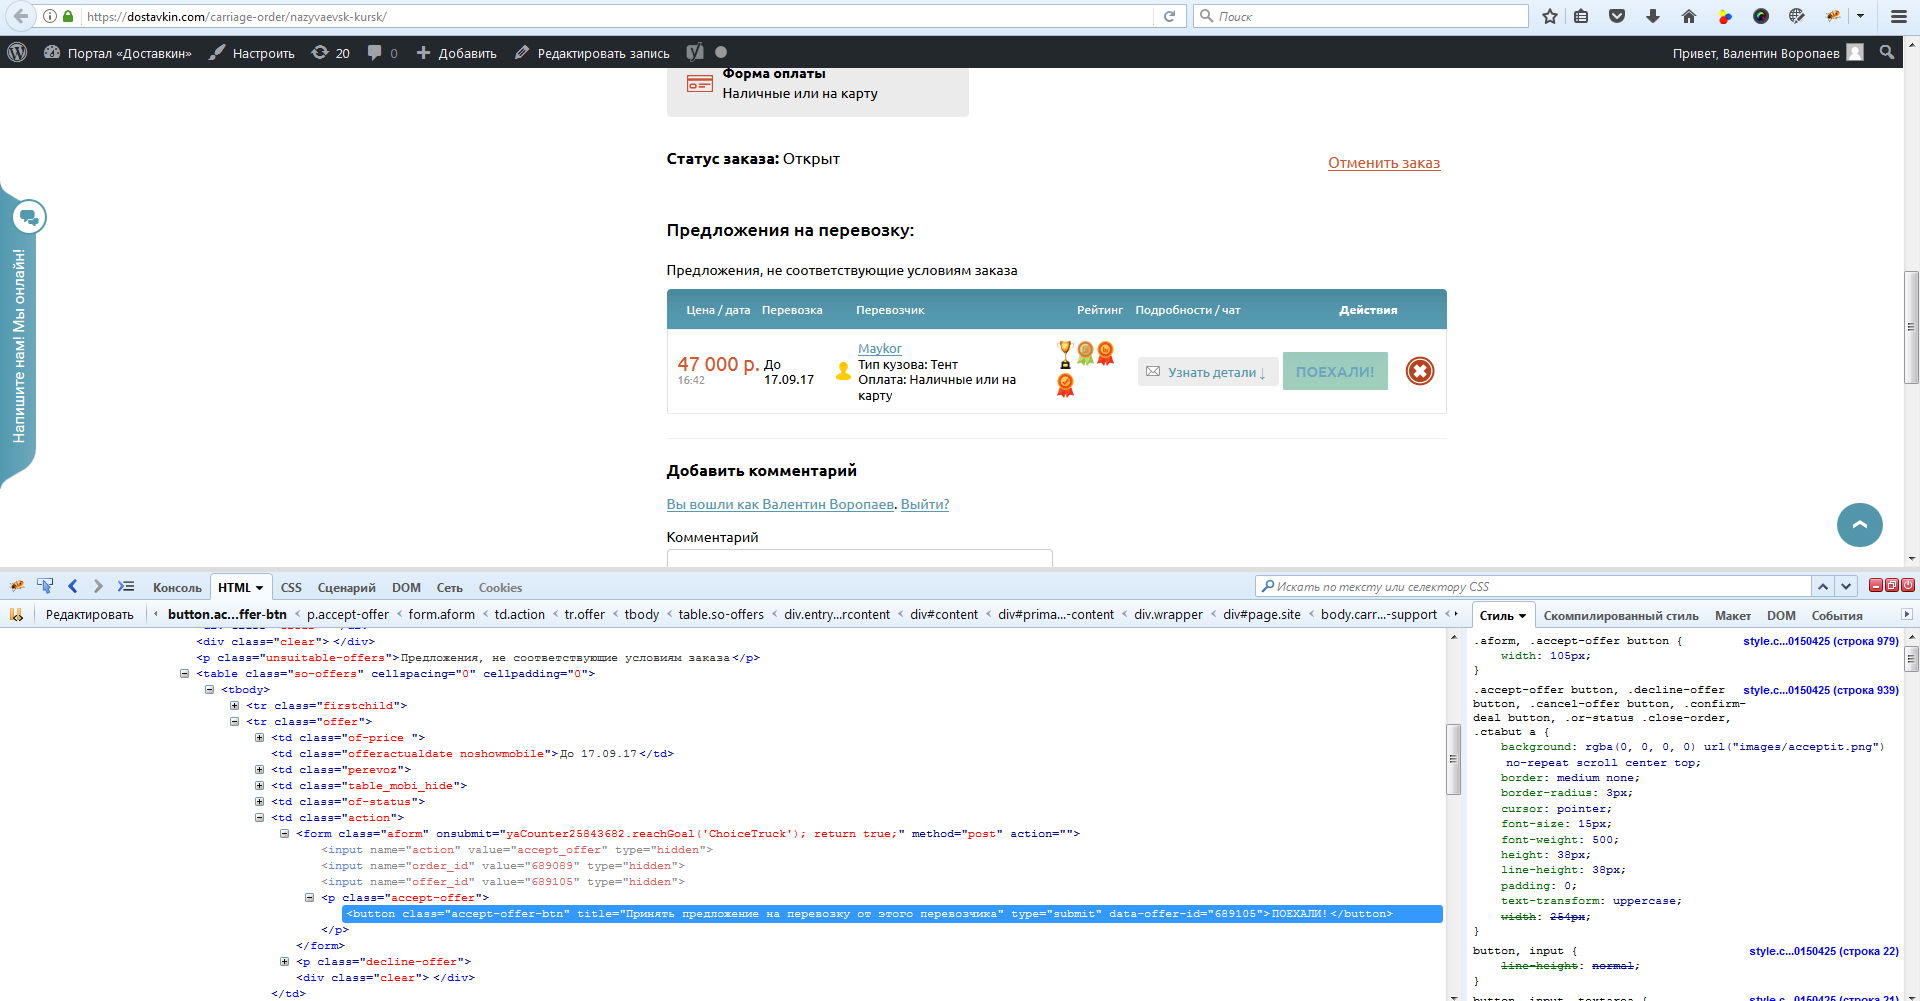 https://dostavkin.com/carriage-order/nazyvaevsk-kursk/
Поиск
Портал «Доставкин» Настроить 20 0 Добавить Редактировать запись
Привет, Валентин Воропаев
Форма оплаты
Наличные или на карту
Статус заказа: Открыт
Отменить заказ
Напишите нам! Мы онлайн!
Предложения на перевозку:
Предложения, не соответствующие условиям заказа
Цена / дата Перевозка Перевозчик Рейтинг Подробности / чат Действия
47 000 р.
16:42
До
17.09.17
Maykor
Тип кузова: Тент
Оплата: Наличные или на
карту
Узнать детали ↓
ПОЕХАЛИ!
Добавить комментарий
Вы вошли как Валентин Воропаев. Выйти?
Комментарий
Консоль HTML CSS Сценарий DOM Сеть Cookies
Искать по тексту или селектору CSS
Редактировать button.ac...ffer-btn < p.accept-offer < form.aform < td.action < tr.offer < tbody < table.so-offers < div.entry...rcontent < div#content < div#prima...-content < div.wrapper < div#page.site < body.carr...-support
Стиль Скомпилированный стиль Макет DOM События
<div class="clear"> </div>
<p class="unsuitable-offers">Предложения, не соответствующие условиям заказа</p>
<table class="so-offers" cellspacing="0" cellpadding="0">
<tbody>
<tr class="firstchild">
<tr class="offer">
<td class="of-price ">
<td class="offeractualdate noshowmobile">До 17.09.17</td>
<td class="perevoz">
<td class="table_mobi_hide">
<td class="of-status">
<td class="action">
<form class="aform" onsubmit="yaCounter25843682.reachGoal('ChoiceTruck'); return true;" method="post" action="">
<input name="action" value="accept_offer" type="hidden">
<input name="order_id" value="689089" type="hidden">
<input name="offer_id" value="689105" type="hidden">
<p class="accept-offer">
<button class="accept-offer-btn" title="Принять предложение на перевозку от этого перевозчика" type="submit" data-offer-id="689105">ПОЕХАЛИ!</button>
</p>
</form>
<p class="decline-offer">
<div class="clear"> </div>
</td>
.aform, .accept-offer button {
style.c...0150425 (строка 979)
width: 105px;
}
.accept-offer button, .decline-offer
style.c...0150425 (строка 939)
button, .cancel-offer button, .confirm-
deal button, .or-status .close-order,
.ctabut a {
background: rgba(0, 0, 0, 0) url("images/acceptit.png")
no-repeat scroll center top;
border: medium none;
border-radius: 3px;
cursor: pointer;
font-size: 15px;
font-weight: 500;
height: 38px;
line-height: 38px;
padding: 0;
text-transform: uppercase;
width: 254px;
}
button, input {
style.c...0150425 (строка 22)
line-height: normal;
}
button, input, textarea {
style.c...0150425 (строка 21)